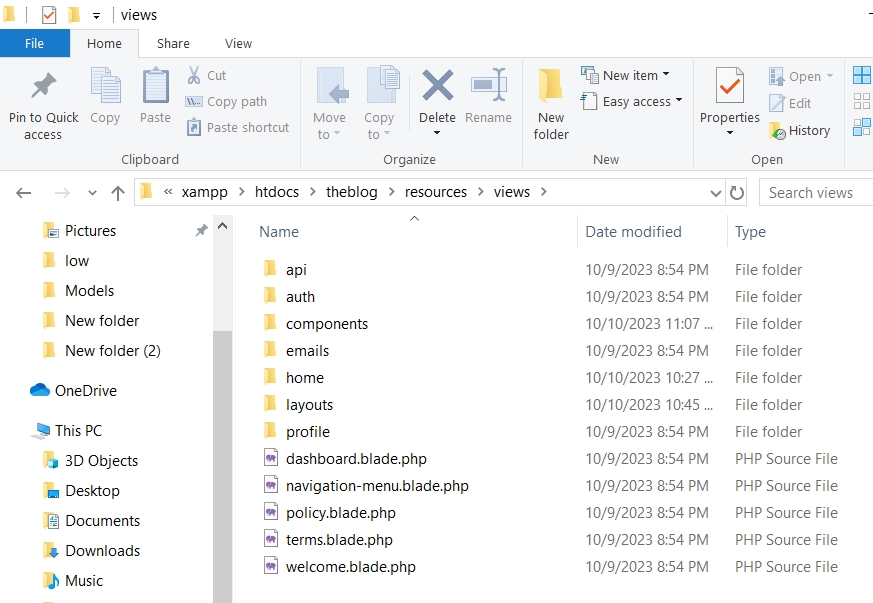 views
File Home Share View
Pin to Quick access
Copy
Paste
Cut
Copy path
Paste shortcut
Clipboard
Move to
Copy to
Delete
Rename
Organize
New folder
New item
Easy access
New
Properties
Open
Edit
History
Open
« xampp > htdocs > theblog > resources > views >
Search views
Pictures
low
Models
New folder
New folder (2)
OneDrive
This PC
3D Objects
Desktop
Documents
Downloads
Music
Name Date modified Type
api 10/9/2023 8:54 PM File folder
auth 10/9/2023 8:54 PM File folder
components 10/10/2023 11:07 ... File folder
emails 10/9/2023 8:54 PM File folder
home 10/10/2023 10:27 ... File folder
layouts 10/10/2023 10:45 ... File folder
profile 10/9/2023 8:54 PM File folder
dashboard.blade.php 10/9/2023 8:54 PM PHP Source File
navigation-menu.blade.php 10/9/2023 8:54 PM PHP Source File
policy.blade.php 10/9/2023 8:54 PM PHP Source File
terms.blade.php 10/9/2023 8:54 PM PHP Source File
welcome.blade.php 10/9/2023 8:54 PM PHP Source File